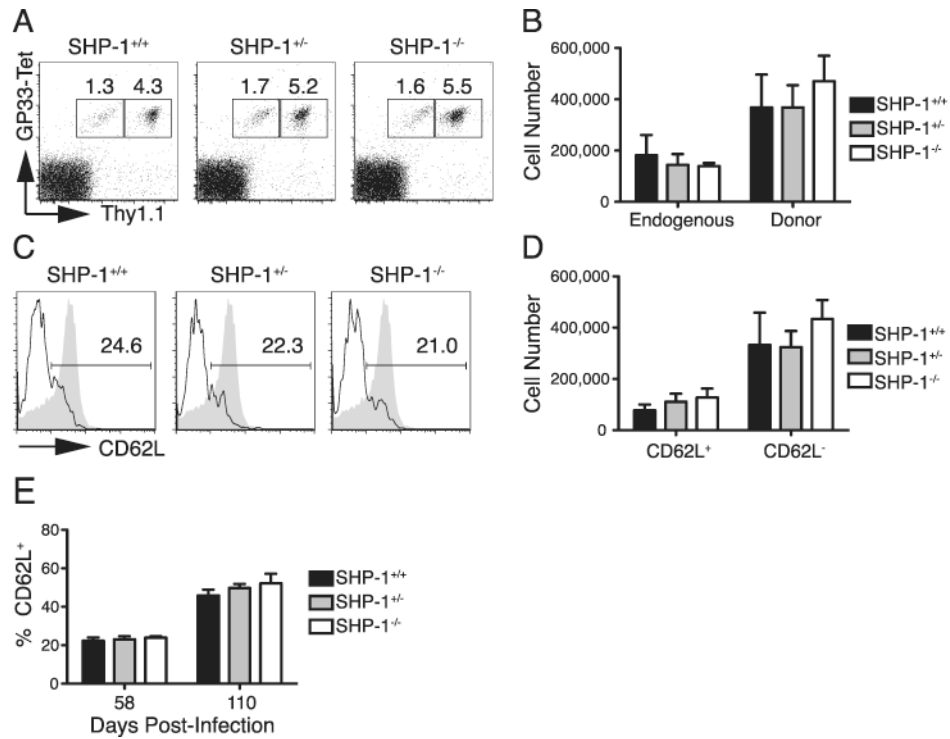 A
SHP-1+/+ SHP-1+/- SHP-1-/-
1.3 4.3 1.7 5.2 1.6 5.5
GP33-Tet
Thy1.1
B
600,000
400,000
200,000
0
Cell Number
Endogenous Donor
SHP-1+/+
SHP-1+/-
SHP-1-/-
C
SHP-1+/+ SHP-1+/- SHP-1-/-
24.6 22.3 21.0
CD62L
D
600,000
400,000
200,000
0
Cell Number
CD62L+ CD62L-
SHP-1+/+
SHP-1+/-
SHP-1-/-
E
80
60
40
20
0
% CD62L+
58 110
Days Post-Infection
SHP-1+/+
SHP-1+/-
SHP-1-/-